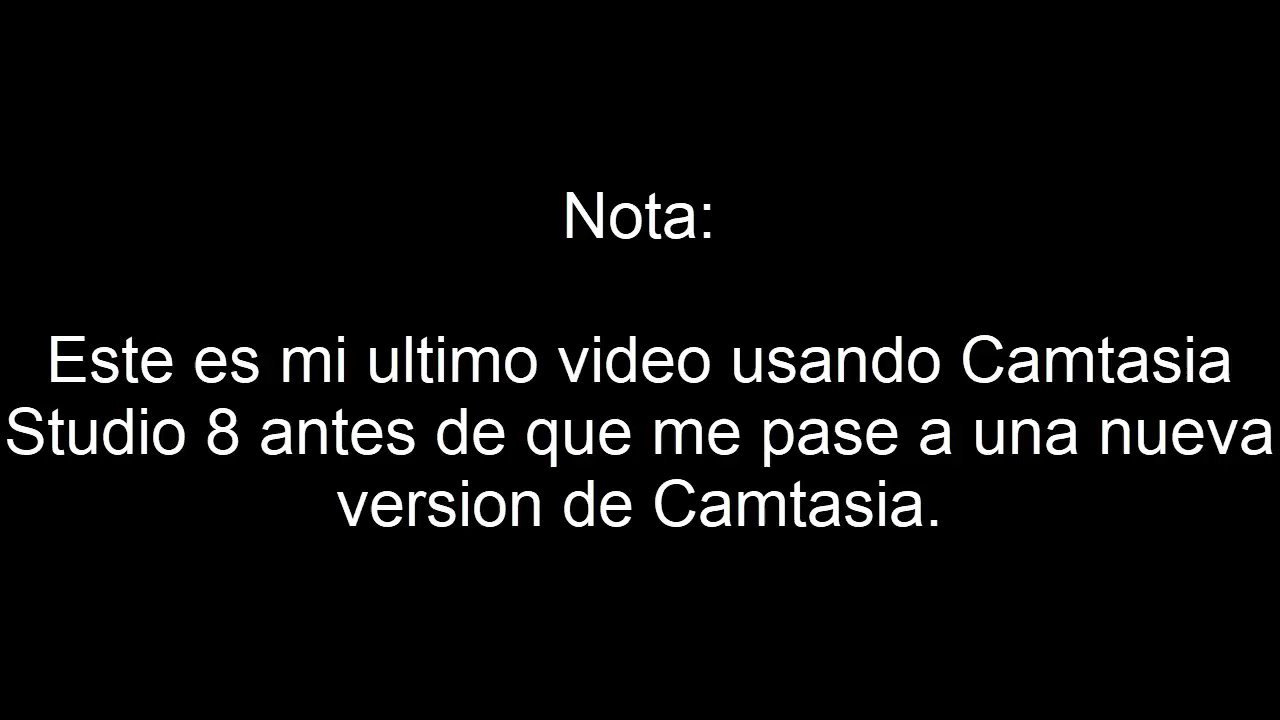 Nota:
Este es mi ultimo video usando Camtasia
Studio 8 antes de que me pase a una nueva
version de Camtasia.